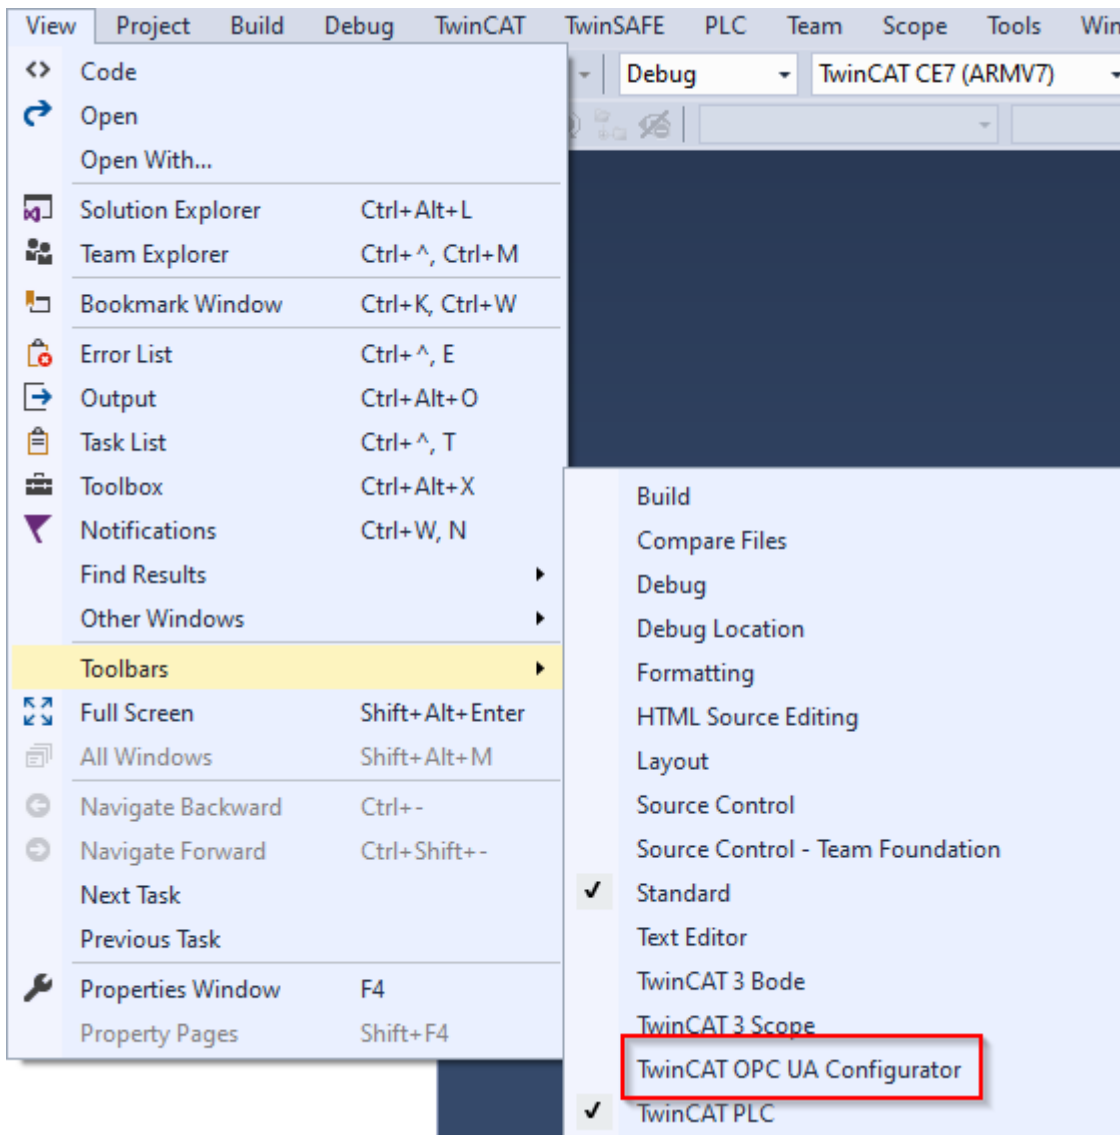 View Project Build Debug TwinCAT TwinSAFE PLC Team Scope Tools Win
Debug TwinCAT CE7 (ARMV7)
Code
Open
Open With...
Solution Explorer Ctrl+Alt+L
Team Explorer Ctrl+^, Ctrl+M
Bookmark Window Ctrl+K, Ctrl+W
Error List Ctrl+^, E
Output Ctrl+Alt+O
Task List Ctrl+^, T
Toolbox Ctrl+Alt+X
Notifications Ctrl+W, N
Find Results
Other Windows
Toolbars
Full Screen Shift+Alt+Enter
All Windows Shift+Alt+M
Navigate Backward Ctrl+-
Navigate Forward Ctrl+Shift+-
Next Task
Previous Task
Properties Window F4
Property Pages Shift+F4
Build
Compare Files
Debug
Debug Location
Formatting
HTML Source Editing
Layout
Source Control
Source Control - Team Foundation
Standard
Text Editor
TwinCAT 3 Bode
TwinCAT 3 Scope
TwinCAT OPC UA Configurator
TwinCAT PLC